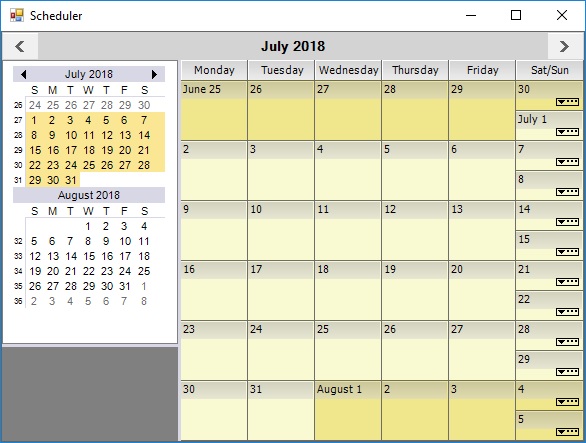 Scheduler
July 2018
July 2018
S M T W T F S
26 24 25 26 27 28 29 30
27 1 2 3 4 5 6 7
28 8 9 10 11 12 13 14
29 15 16 17 18 19 20 21
30 22 23 24 25 26 27 28
31 29 30 31
August 2018
S M T W T F S
1 2 3 4
32 5 6 7 8 9 10 11
33 12 13 14 15 16 17 18
34 19 20 21 22 23 24 25
35 26 27 28 29 30 31 1
36 2 3 4 5 6 7 8
Monday Tuesday Wednesday Thursday Friday Sat/Sun
June 25 26 27 28 29 30
July 1
2 3 4 5 6 7
8
9 10 11 12 13 14
15
16 17 18 19 20 21
22
23 24 25 26 27 28
29
30 31 August 1 2 3 4
5